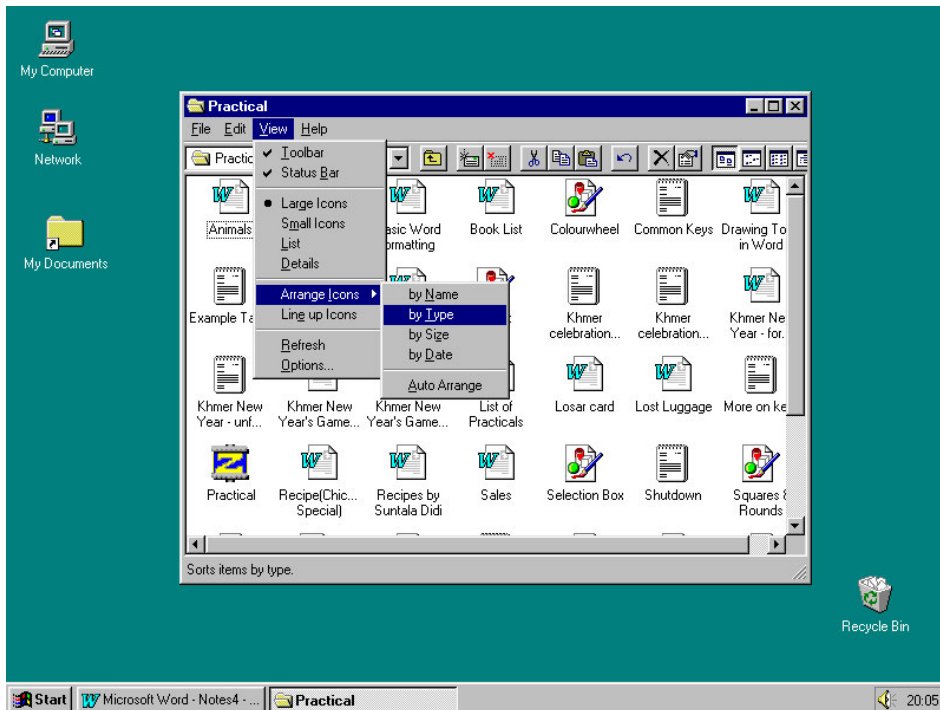 My Computer
Network
My Documents
Practical
File Edit View Help
Practic
Toolbar
Status Bar
Large Icons
Small Icons
List
Details
Arrange Icons
Line up Icons
Refresh
Options...
by Name
by Type
by Size
by Date
Auto Arrange
Animals
asic Word
ormatting
Book List
Colourwheel
Common Keys
Drawing To
in Word
Example Ta
Khmer
celebration...
Khmer
celebration...
Khmer Ne
Year - for.
Khmer New
Year - unf...
Khmer New
Year's Game...
Khmer New
Year's Game...
List of
Practicals
Losar card
Lost Luggage
More on ke
Practical
Recipe(Chic...
Special)
Recipes by
Suntala Didi
Sales
Selection Box
Shutdown
Squares &
Rounds
Sorts items by type.
Recycle Bin
Start
Microsoft Word - Notes4 - ...
Practical
20:05